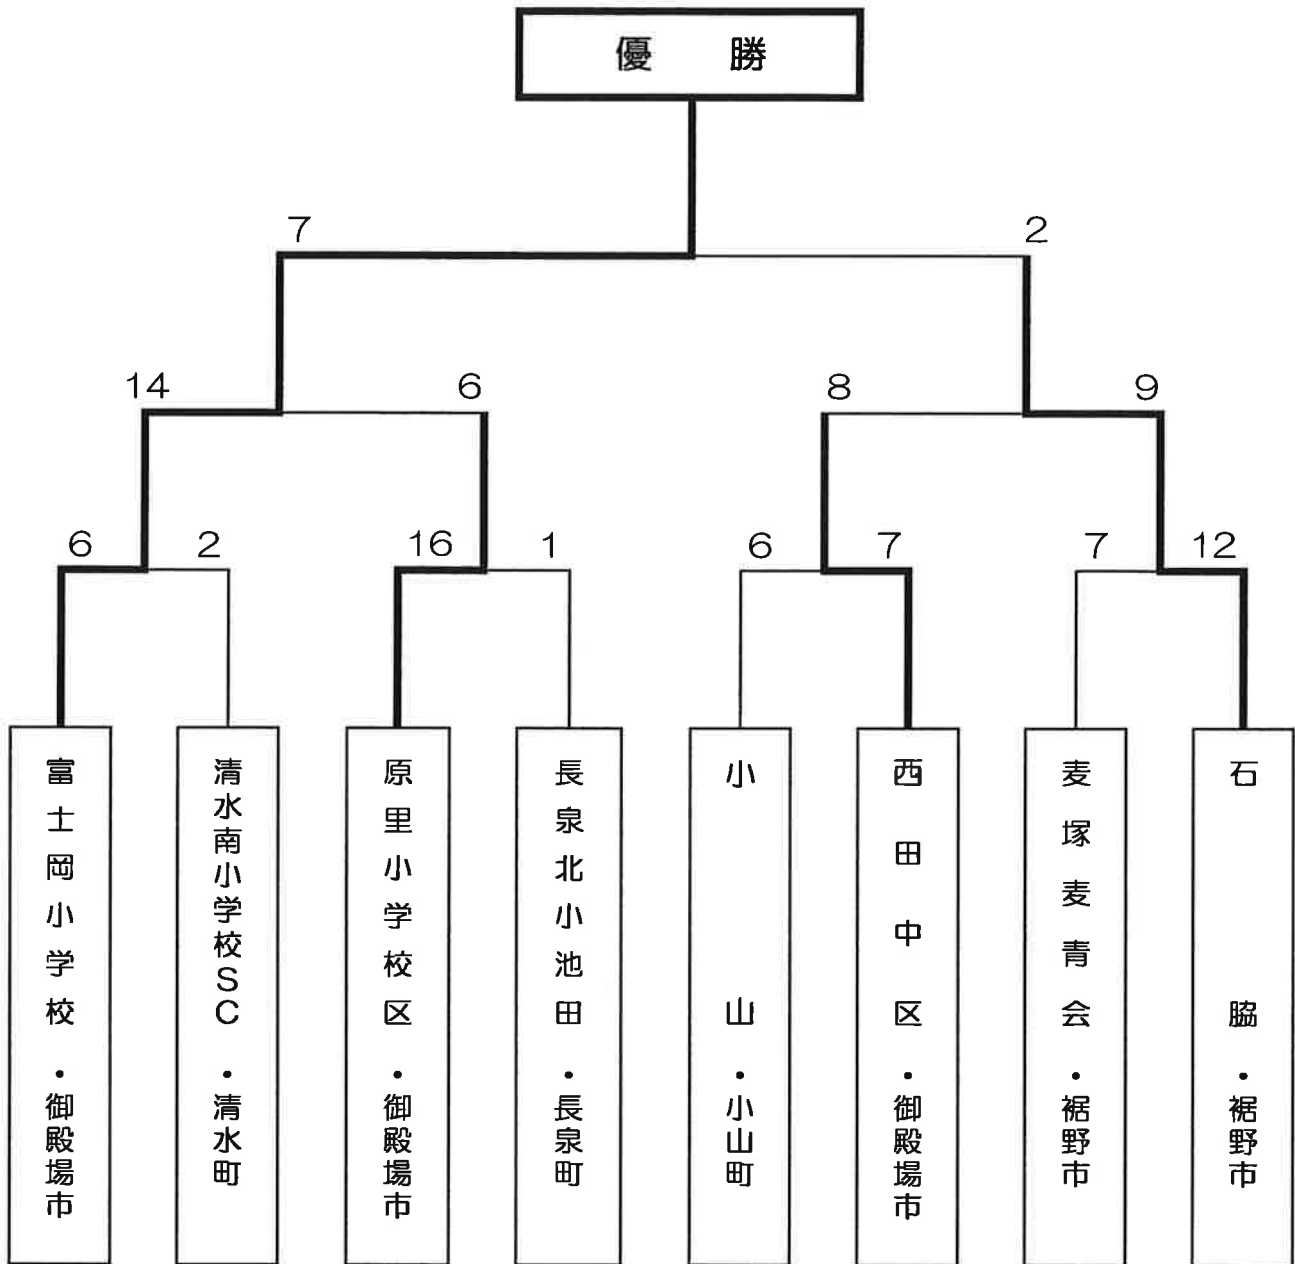 優勝
7
2
14
6
8
9
6
2
16
1
6
7
7
12
富士岡小学校・御殿場市
清水南小学校SC・清水町
原里小学校区・御殿場市
長泉北小池田・長泉町
小山・小山町
西田中区・御殿場市
麦塚麦青会・裾野市
石脇・裾野市